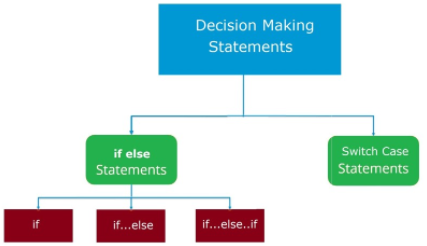 Decision Making
Statements
if else
Statements
Switch Case
Statements
if
if...else
if...else..if